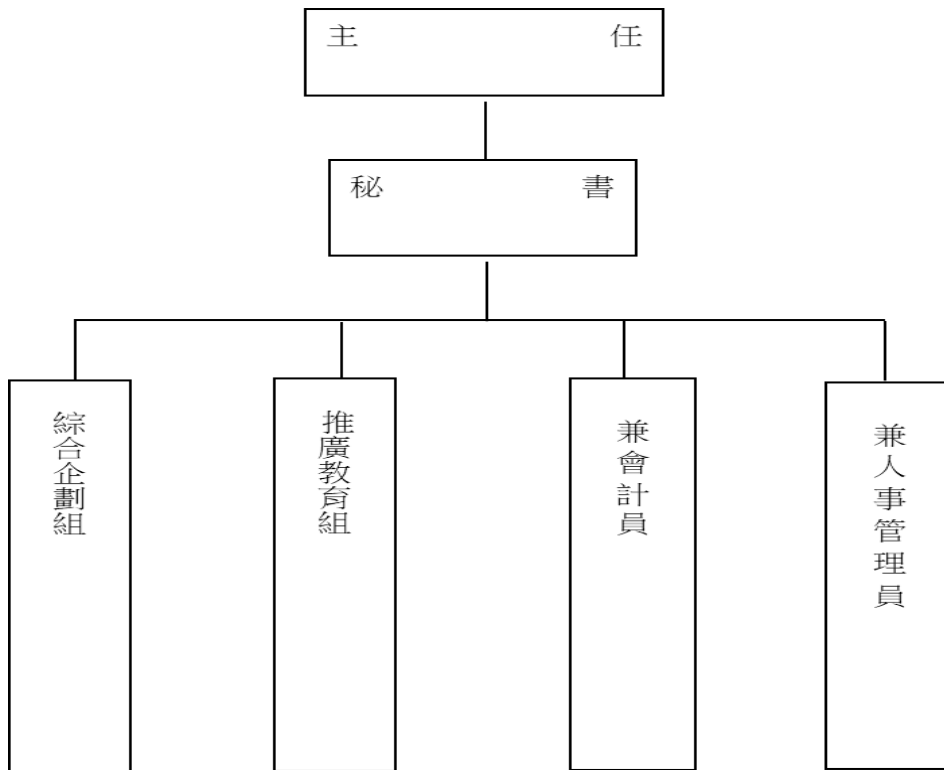 主 任
秘 書
綜合企劃組
推廣教育組
兼會計員
兼人事管理員